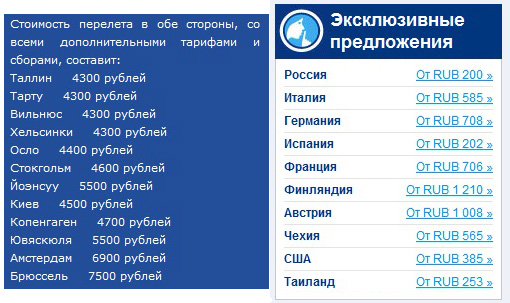 Стоимость перелета в обе стороны, со
всеми дополнительными тарифами и
сборами, составит:
Таллин 4300 рублей
Тарту 4300 рублей
Вильнюс 4300 рублей
Хельсинки 4300 рублей
Осло 4400 рублей
Стокгольм 4600 рублей
Йоэнсуу 5500 рублей
Киев 4500 рублей
Копенгаген 4700 рублей
Ювяскюля 5500 рублей
Амстердам 6900 рублей
Брюссель 7500 рублей
Эксклюзивные
предложения
Россия От RUB 200 »
Италия От RUB 585 »
Германия От RUB 708 »
Испания От RUB 202 »
Франция От RUB 706 »
Финляндия От RUB 1 210 »
Австрия От RUB 1 008 »
Чехия От RUB 565 »
США От RUB 385 »
Таиланд От RUB 253 »